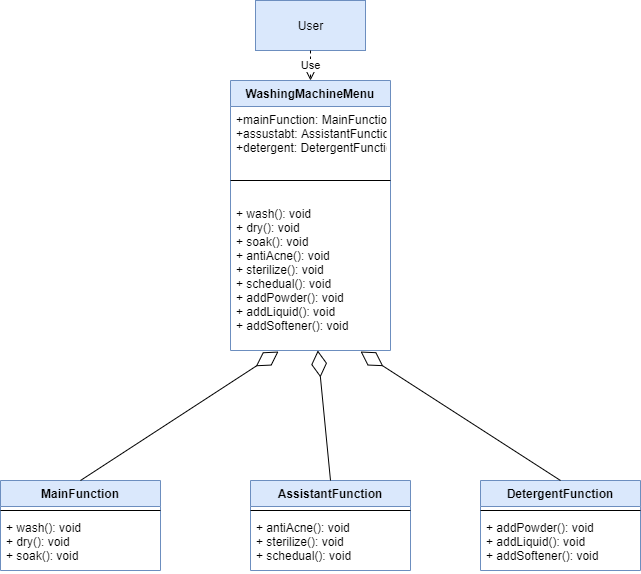 User
Use
WashingMachineMenu
+mainFunction: MainFunctio
+assustabt: AssistantFunctio
+detergent: DetergentFuncti
+ wash(): void
+ dry(): void
+ soak(): void
+ antiAcne(): void
+ sterilize(): void
+ schedual(): void
+ addPowder(): void
+ addLiquid(): void
+ addSoftener(): void
MainFunction
+ wash(): void
+ dry(): void
+ soak(): void
AssistantFunction
+ antiAcne(): void
+ sterilize(): void
+ schedual(): void
DetergentFunction
+ addPowder(): void
+ addLiquid(): void
+ addSoftener(): void